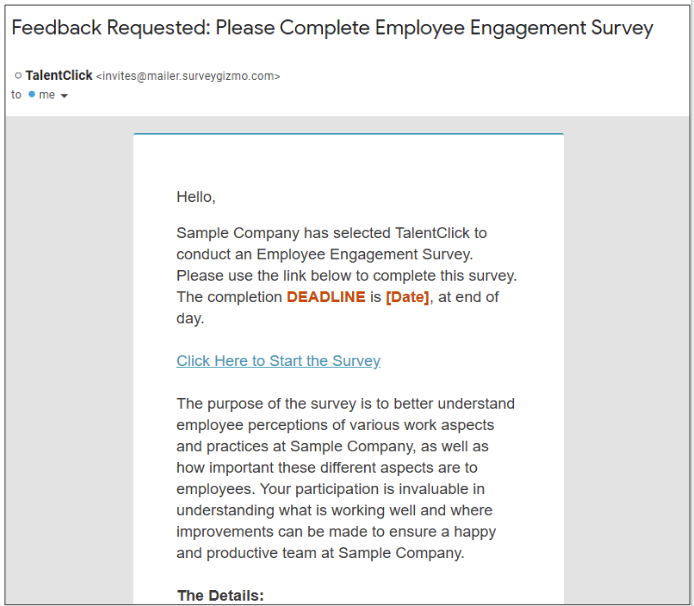 Feedback Requested: Please Complete Employee Engagement Survey
TalentClick <invites@mailer.surveygizmo.com>
to me
Hello,
Sample Company has selected TalentClick to
conduct an Employee Engagement Survey.
Please use the link below to complete this survey.
The completion DEADLINE is [Date], at end of
day.
Click Here to Start the Survey
The purpose of the survey is to better understand
employee perceptions of various work aspects
and practices at Sample Company, as well as
how important these different aspects are to
employees. Your participation is invaluable in
understanding what is working well and where
improvements can be made to ensure a happy
and productive team at Sample Company.
The Details: